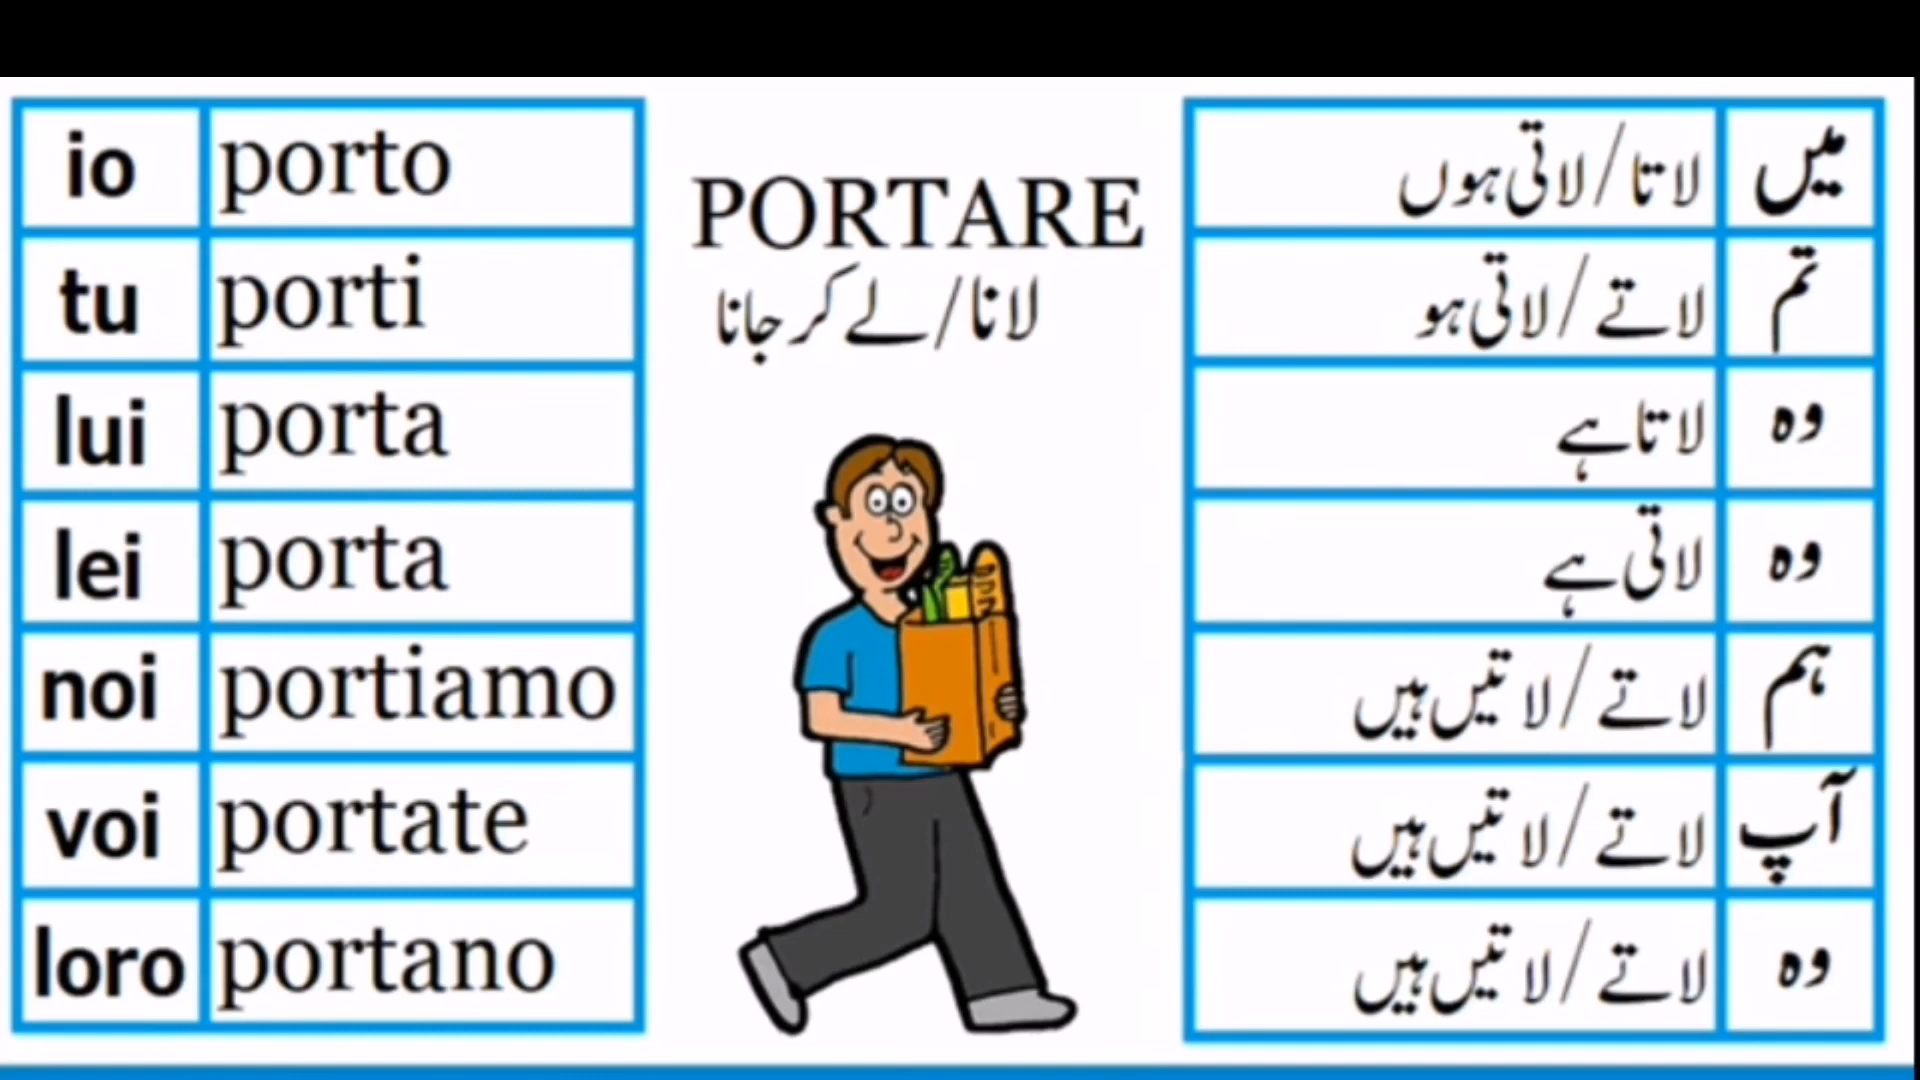 io porto
tu porti
lui porta
lei porta
noi portiamo
voi portate
loro portano
PORTARE
لانا/لے کر جانا
میں لاتا/لاتی ہوں
تم لاتے/لاتی ہو
وہ لاتا ہے
وہ لاتی ہے
ہم لاتے/لاتیں ہیں
آپ لاتے/لاتیں ہیں
وہ لاتے/لاتیں ہیں